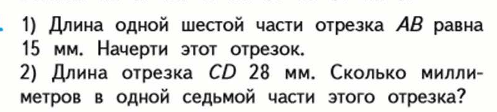 1) Длина одной шестой части отрезка AB равна
15 мм. Начерти этот отрезок.
2) Длина отрезка CD 28 мм. Сколько милли-
метров в одной седьмой части этого отрезка?